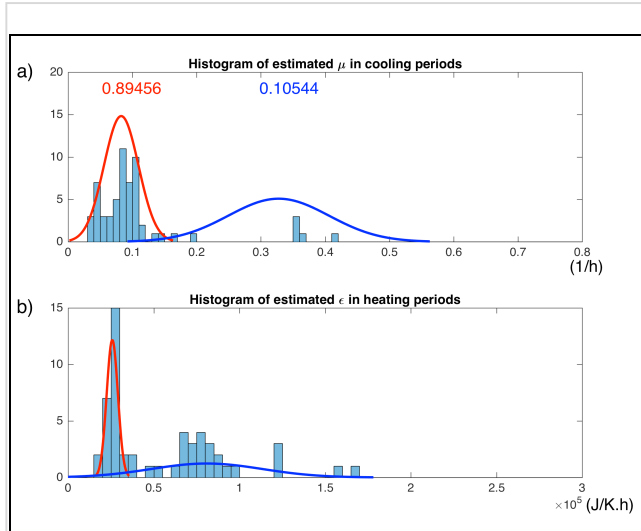 a)
Histogram of estimated μ in cooling periods
0.89456 0.10544
20
15
10
5
0
0 0.1 0.2 0.3 0.4 0.5 0.6 0.7 0.8
(1/h)
b)
Histogram of estimated ϵ in heating periods
15
10
5
0
0 0.5 1 1.5 2 2.5 3
×10⁵ (J/K.h)